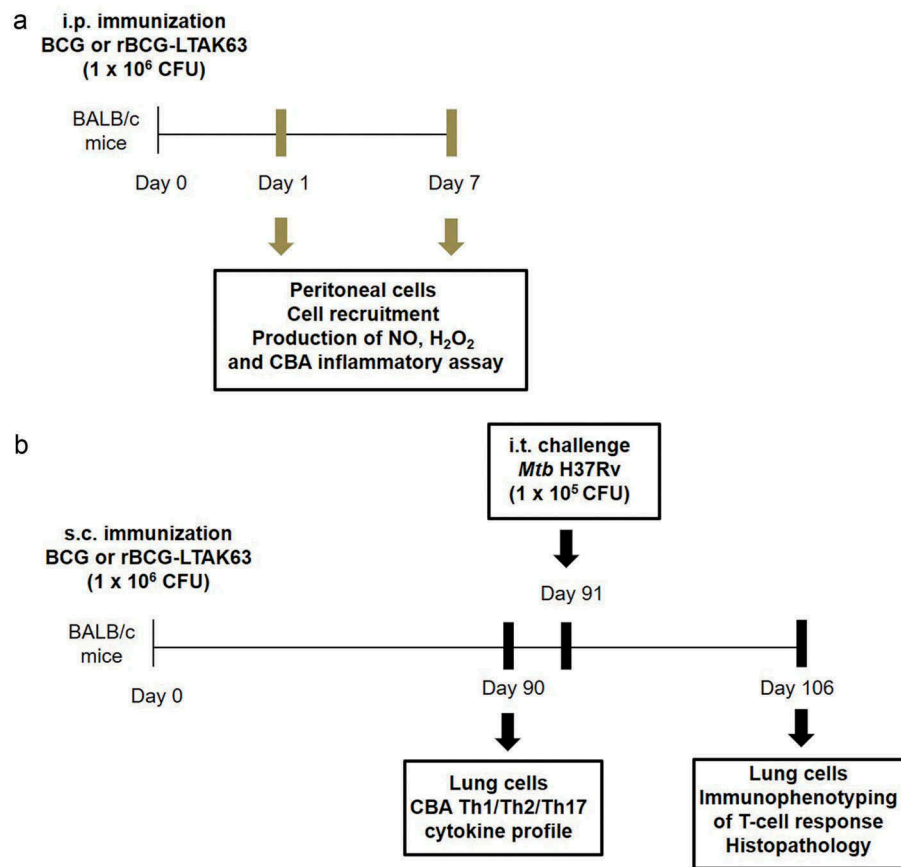 a
i.p. immunization
BCG or rBCG-LTAK63
(1 x 10⁶ CFU)
BALB/c
mice
Day 0
Day 1
Day 7
Peritoneal cells
Cell recruitment
Production of NO, H₂O₂
and CBA inflammatory assay
b
i.t. challenge
Mtb H37Rv
(1 x 10⁵ CFU)
s.c. immunization
BCG or rBCG-LTAK63
(1 x 10⁶ CFU)
Day 91
BALB/c
mice
Day 0
Day 90
Day 106
Lung cells
CBA Th1/Th2/Th17
cytokine profile
Lung cells
Immunophenotyping
of T-cell response
Histopathology